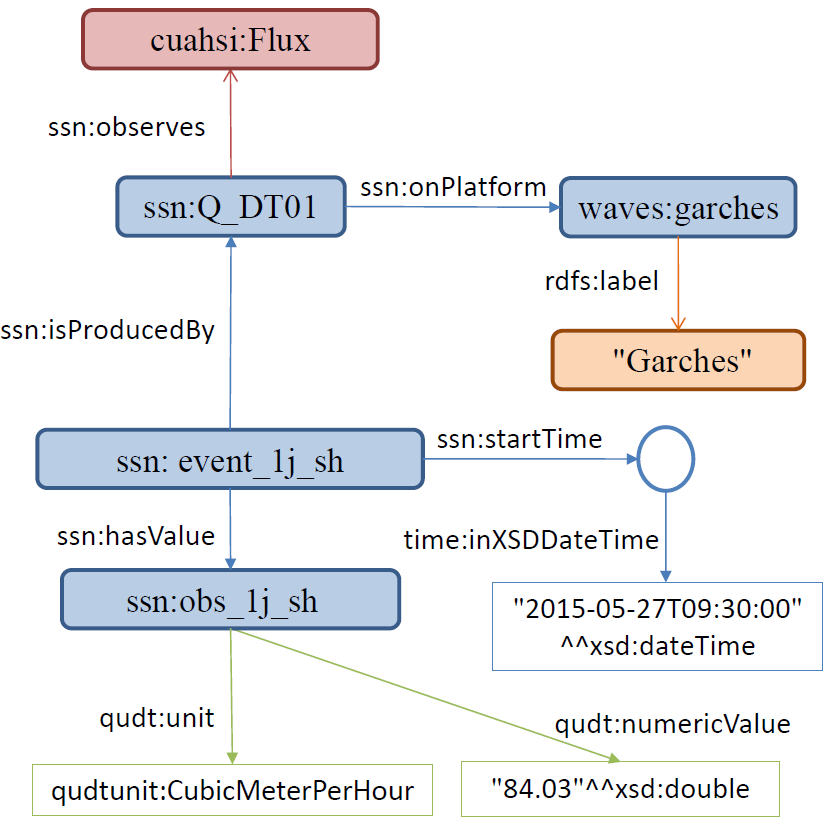 cuahsi:Flux
ssn:observes
ssn:Q_DT01
ssn:onPlatform
waves:garches
rdfs:label
ssn:isProducedBy
"Garches"
ssn: event_1j_sh
ssn:startTime
ssn:hasValue
time:inXSDDateTime
ssn:obs_1j_sh
"2015-05-27T09:30:00"
^^xsd:dateTime
qudt:unit
qudt:numericValue
qudtunit:CubicMeterPerHour
"84.03"^^xsd:double